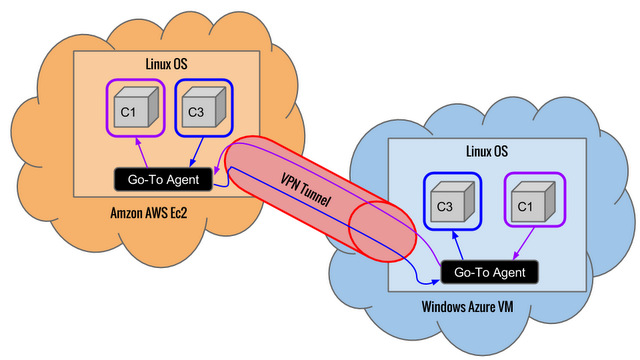 Linux OS
C1
C3
Go-To Agent
Amzon AWS Ec2
VPN Tunnel
Linux OS
C3
C1
Go-To Agent
Windows Azure VM